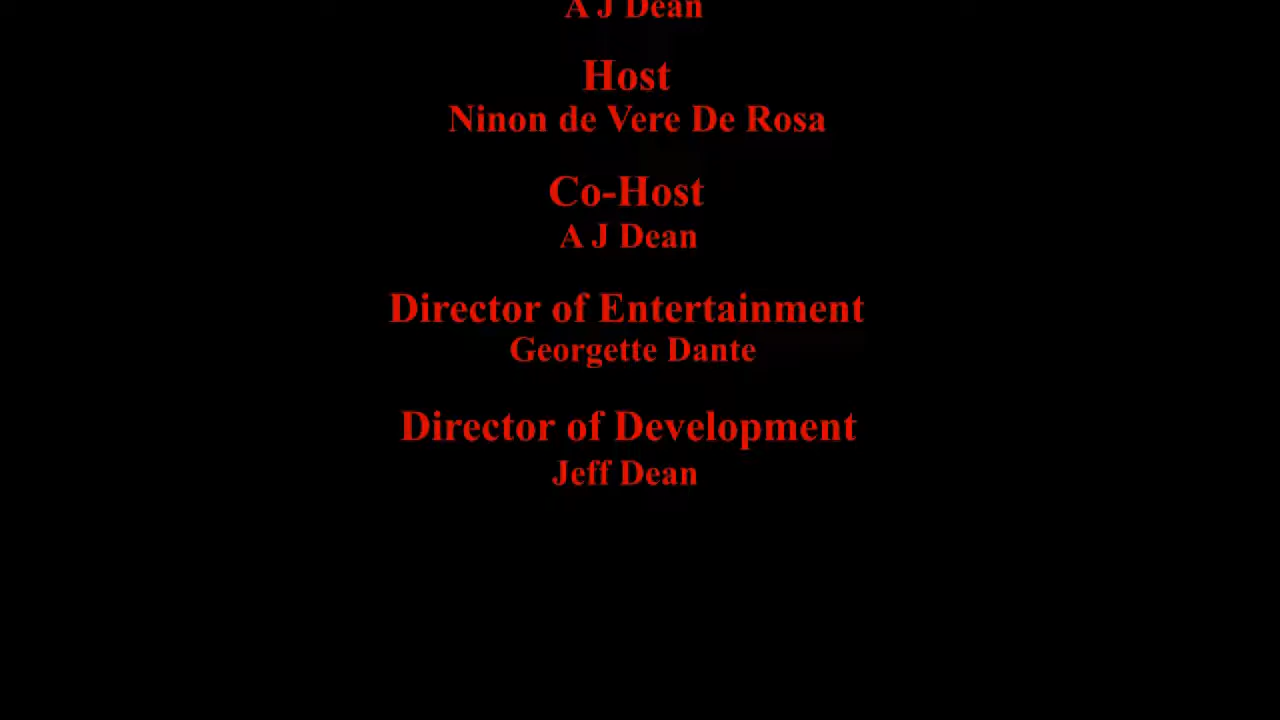 A J Dean
Host
Ninon de Vere De Rosa
Co-Host
A J Dean
Director of Entertainment
Georgette Dante
Director of Development
Jeff Dean